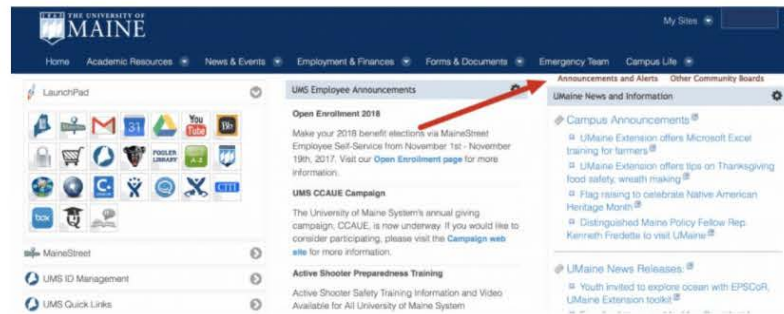 THE UNIVERSITY OF
MAINE
My Sites
Home Academic Resources News & Events Employment & Finances Forms & Documents Emergency Team Campus Life
Announcements and Alerts Other Community Boards
LaunchPad
31
You
Tube
Bb
FOGLER
LIBRARY
A-Z
CITI
box
MaineStreet
UMS ID Management
UMS Quick Links
UMS Employee Announcements
Open Enrollment 2018
Make your 2018 benefit elections via MaineStreet
Employee Self-Service from November 1st - November
19th, 2017. Visit our Open Enrollment page for more
information.
UMS CCAUE Campaign
The University of Maine System's annual giving
campaign, CCAUE, is now underway. If you would like to
consider participating, please visit the Campaign web
site for more information.
Active Shooter Preparedness Training
Active Shooter Safety Training Information and Video
Available for All University of Maine System
UMaine News and Information
Campus Announcements
UMaine Extension offers Microsoft Excel
training for farmers
UMaine Extension offers tips on Thanksgiving
food safety, wreath making
Flag raising to celebrate Native American
Heritage Month
Distinguished Maine Policy Fellow Rep.
Kenneth Fredette to visit UMaine
UMaine News Releases:
Youth invited to explore ocean with EPSCoR,
UMaine Extension toolkit